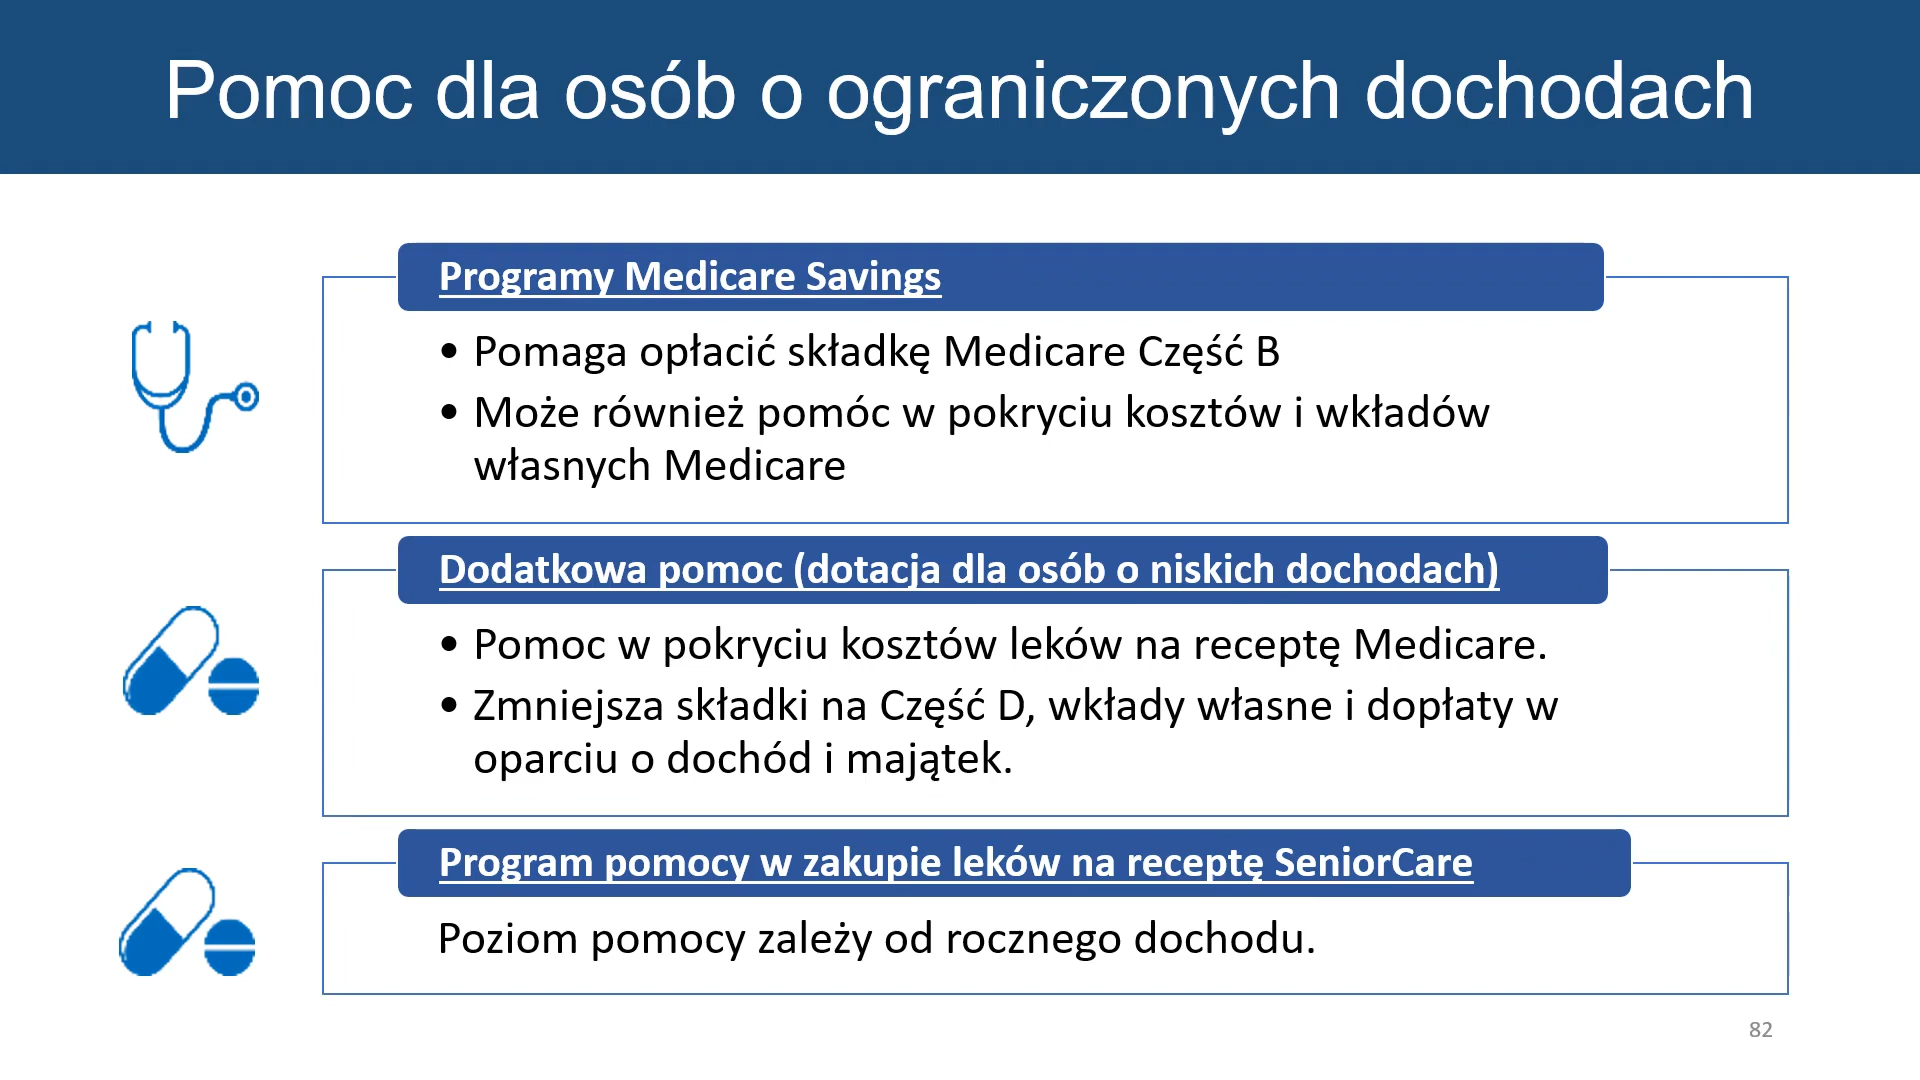 Pomoc dla osób o ograniczonych dochodach
Programy Medicare Savings
• Pomaga opłacić składkę Medicare Część B
• Może również pomóc w pokryciu kosztów i wkładów
własnych Medicare
Dodatkowa pomoc (dotacja dla osób o niskich dochodach)
• Pomoc w pokryciu kosztów leków na receptę Medicare.
• Zmniejsza składki na Część D, wkłady własne i dopłaty w
oparciu o dochód i majątek.
Program pomocy w zakupie leków na receptę SeniorCare
Poziom pomocy zależy od rocznego dochodu.
82